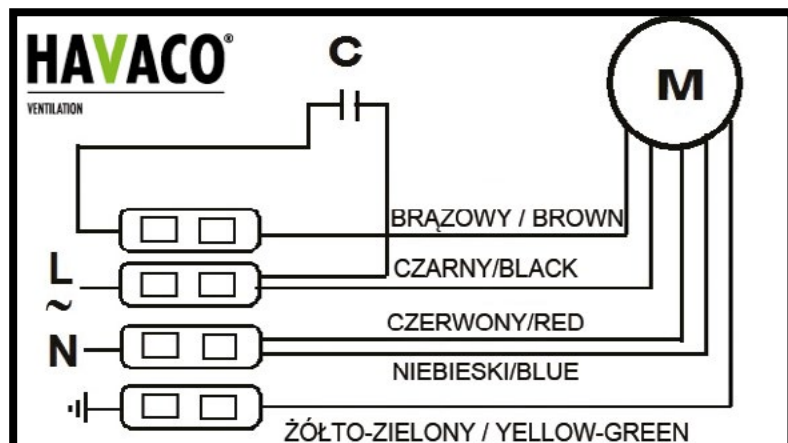 HAVACO®
VENTILATION
C
M
BRĄZOWY / BROWN
L
~
CZARNY/BLACK
CZERWONY/RED
N
NIEBIESKI/BLUE
ŻÓŁTO-ZIELONY / YELLOW-GREEN